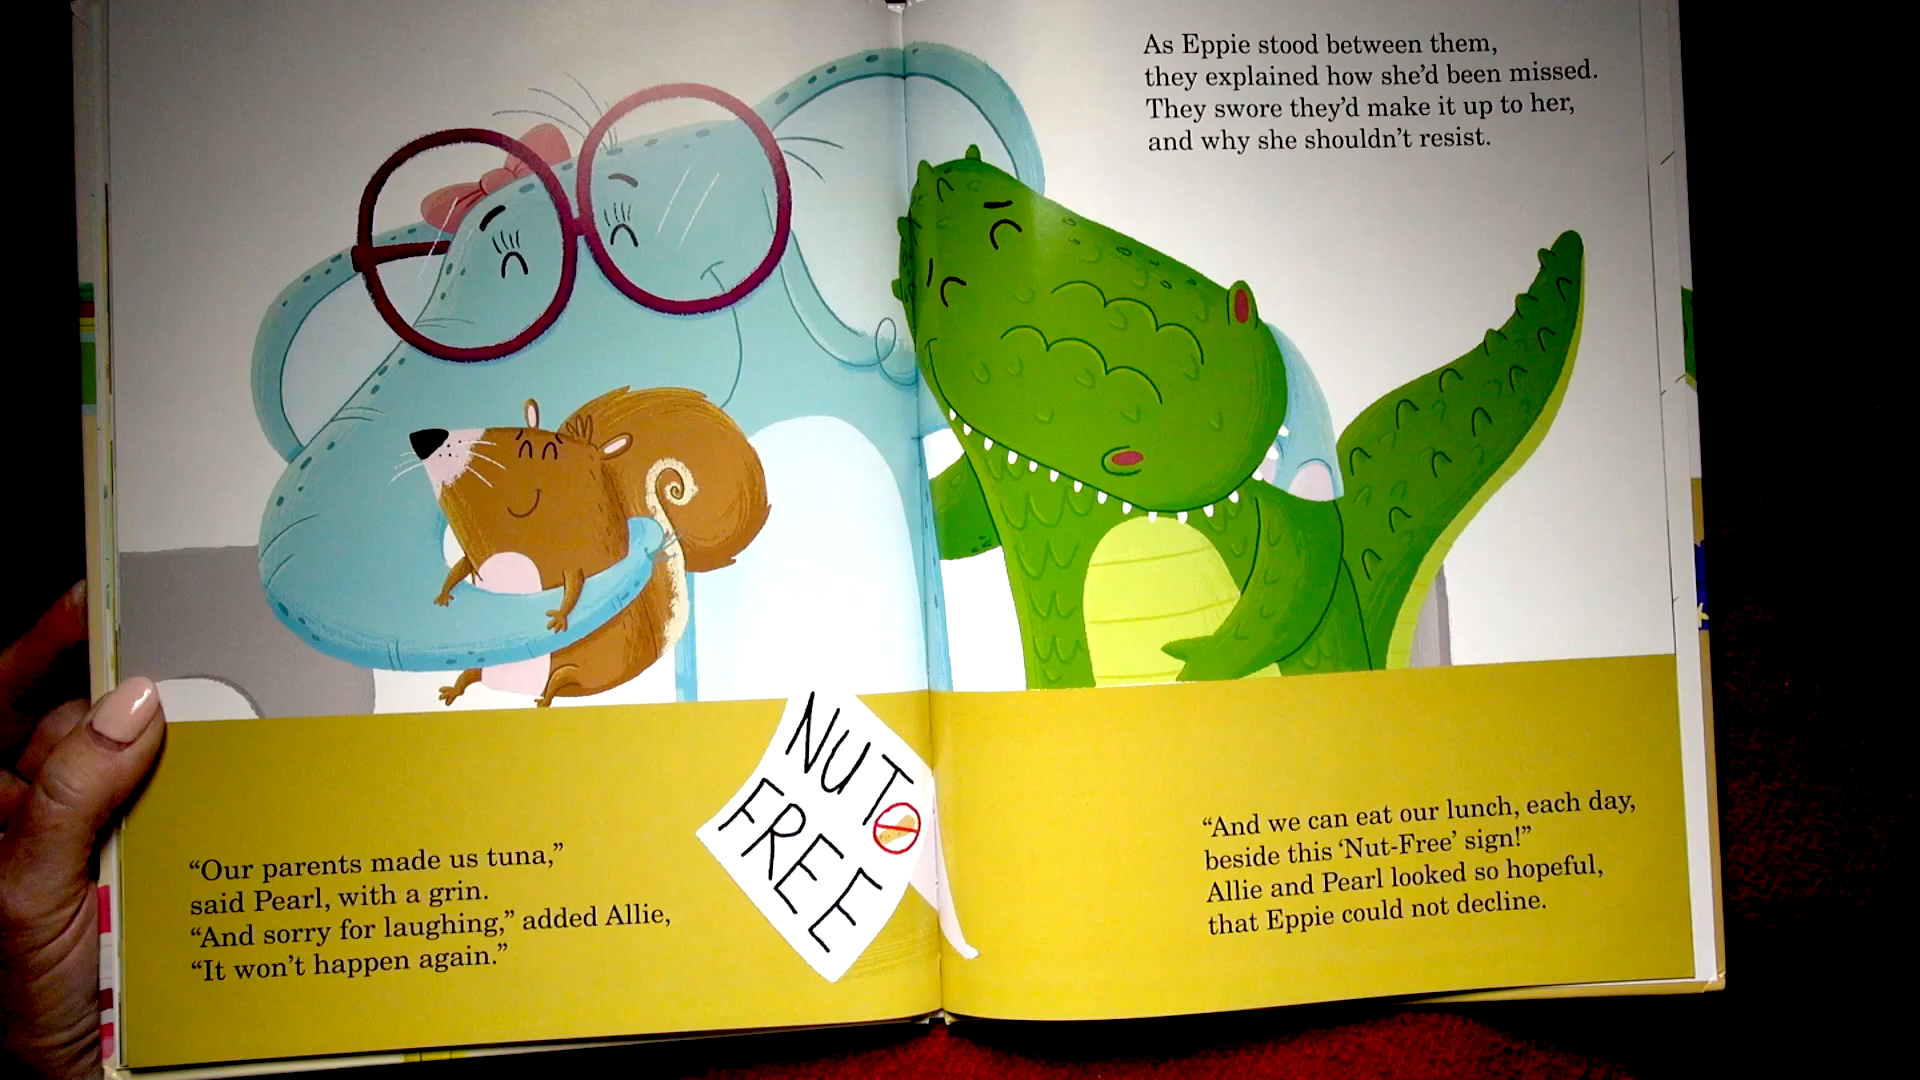 As Eppie stood between them,
they explained how she'd been missed.
They swore they'd make it up to her,
and why she shouldn't resist.
NUT
FREE
“Our parents made us tuna,”
said Pearl, with a grin.
“And sorry for laughing,” added Allie,
“It won't happen again.”
“And we can eat our lunch, each day,
beside this ‘Nut-Free’ sign!”
Allie and Pearl looked so hopeful,
that Eppie could not decline.